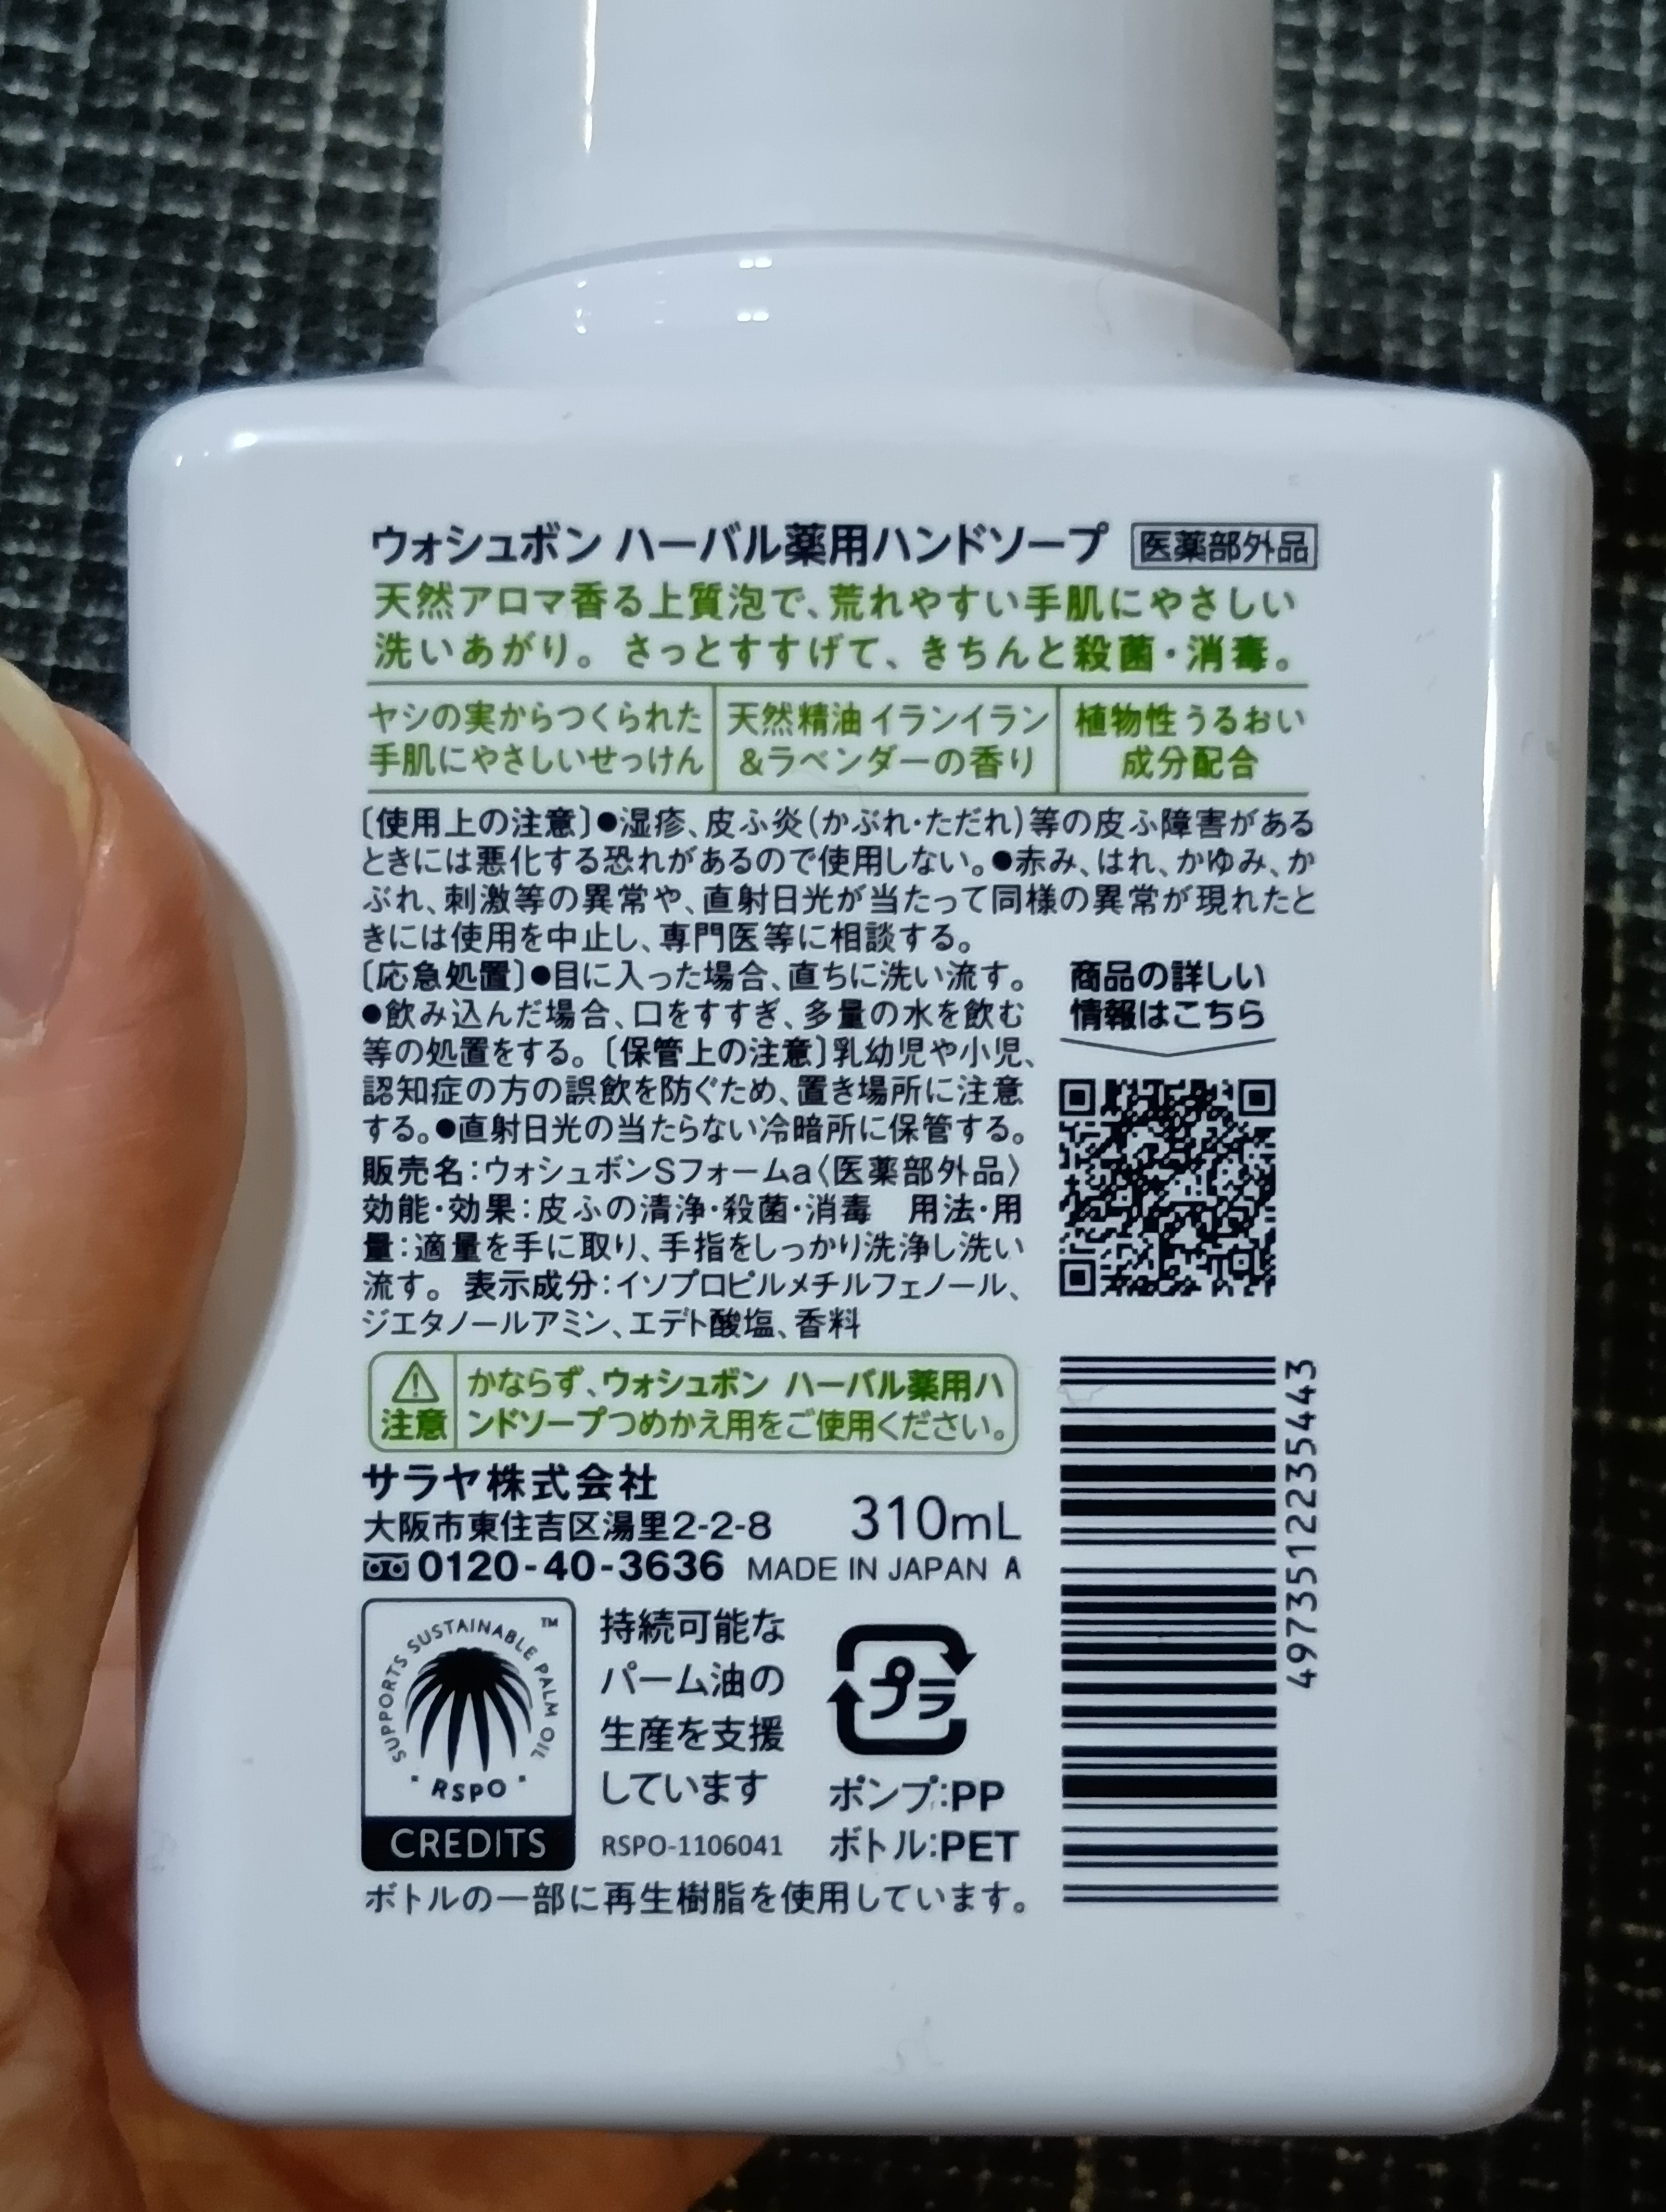 ウォシュボン ハーバル薬用ハンドソープ 医薬部外品
天然アロマ香る上質泡で、荒れやすい手肌にやさしい
洗いあがり。さっとすすげて、きちんと殺菌・消毒。
ヤシの実からつくられた
手肌にやさしいせっけん
天然精油イランイラン
&ラベンダーの香り
植物性うるおい
成分配合
〔使用上の注意〕●湿疹、皮ふ炎(かぶれ・ただれ)等の皮ふ障害がある
ときには悪化する恐れがあるので使用しない。●赤み、はれ、かゆみ、か
ぶれ、刺激等の異常や、直射日光が当たって同様の異常が現れたと
きには使用を中止し、専門医等に相談する。
〔応急処置〕●目に入った場合、直ちに洗い流す。
●飲み込んだ場合、口をすすぎ、多量の水を飲む
等の処置をする。〔保管上の注意〕乳幼児や小児、
認知症の方の誤飲を防ぐため、置き場所に注意
する。●直射日光の当たらない冷暗所に保管する。
販売名:ウォシュボンSフォームa〈医薬部外品〉
効能・効果:皮ふの清浄・殺菌・消毒 用法・用
量:適量を手に取り、手指をしっかり洗浄し洗い
流す。表示成分:イソプロピルメチルフェノール、
ジエタノールアミン、エデト酸塩、香料
商品の詳しい
情報はこちら
注意
かならず、ウォシュボン ハーバル薬用ハ
ンドソープつめかえ用をご使用ください。
サラヤ株式会社
大阪市東住吉区湯里2-2-8 310mL
0120-40-3636 MADE IN JAPAN A
4973512235443
SUPPORTS SUSTAINABLE PALM OIL ™
RSPO
CREDITS
持続可能な
パーム油の
生産を支援
しています
RSPO-1106041
プラ
ポンプ:PP
ボトル:PET
ボトルの一部に再生樹脂を使用しています。